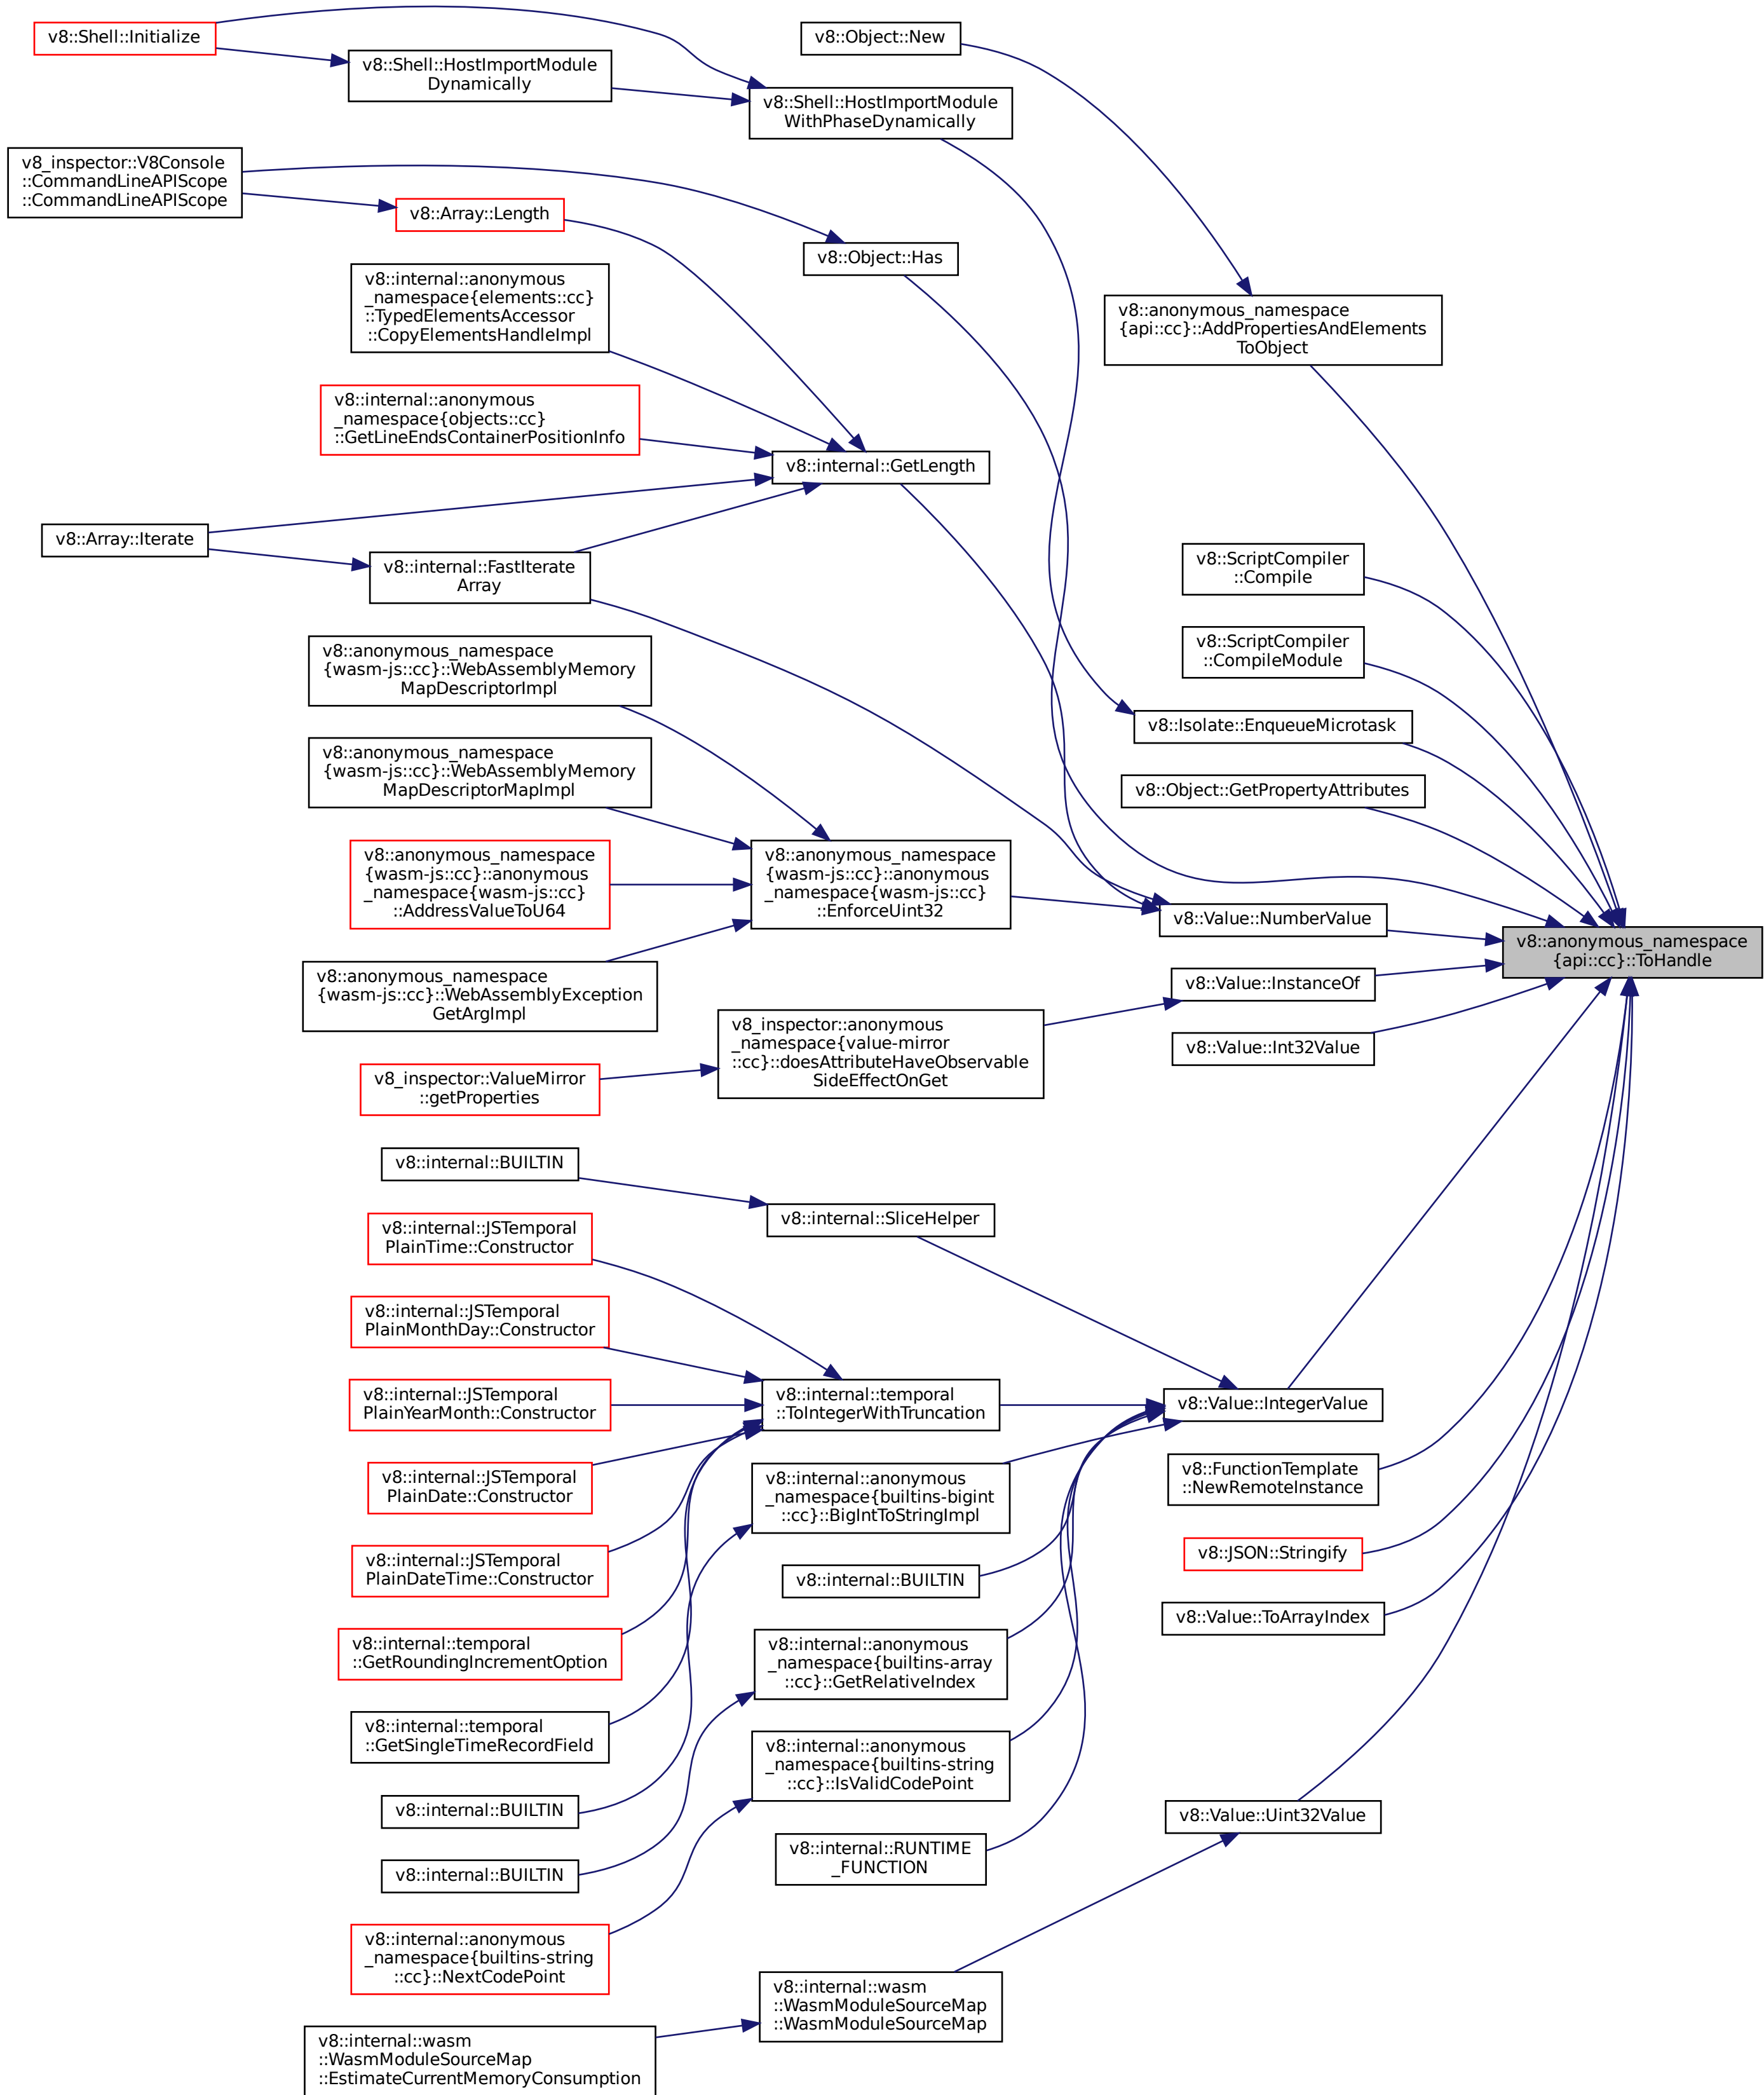 v8::Shell::Initialize
v8::Object::New
v8::Shell::HostImportModule
Dynamically
v8::Shell::HostImportModule
WithPhaseDynamically
v8_inspector::V8Console
::CommandLineAPIScope
::CommandLineAPIScope
v8::Array::Length
v8::Object::Has
v8::internal::anonymous
_namespace{elements::cc}
::TypedElementsAccessor
::CopyElementsHandleImpl
v8::anonymous_namespace
{api::cc}::AddPropertiesAndElements
ToObject
v8::internal::anonymous
_namespace{objects::cc}
::GetLineEndsContainerPositionInfo
v8::internal::GetLength
v8::Array::Iterate
v8::internal::FastIterate
Array
v8::ScriptCompiler
::Compile
v8::ScriptCompiler
::CompileModule
v8::anonymous_namespace
{wasm-js::cc}::WebAssemblyMemory
MapDescriptorImpl
v8::Isolate::EnqueueMicrotask
v8::anonymous_namespace
{wasm-js::cc}::WebAssemblyMemory
MapDescriptorMapImpl
v8::Object::GetPropertyAttributes
v8::anonymous_namespace
{wasm-js::cc}::anonymous
_namespace{wasm-js::cc}
::AddressValueToU64
v8::anonymous_namespace
{wasm-js::cc}::anonymous
_namespace{wasm-js::cc}
::EnforceUint32
v8::Value::NumberValue
v8::anonymous_namespace
{api::cc}::ToHandle
v8::anonymous_namespace
{wasm-js::cc}::WebAssemblyException
GetArgImpl
v8::Value::InstanceOf
v8_inspector::anonymous
_namespace{value-mirror
::cc}::doesAttributeHaveObservable
SideEffectOnGet
v8::Value::Int32Value
v8_inspector::ValueMirror
::getProperties
v8::internal::BUILTIN
v8::internal::SliceHelper
v8::internal::JSTemporal
PlainTime::Constructor
v8::internal::JSTemporal
PlainMonthDay::Constructor
v8::internal::JSTemporal
PlainYearMonth::Constructor
v8::internal::temporal
::ToIntegerWithTruncation
v8::Value::IntegerValue
v8::internal::JSTemporal
PlainDate::Constructor
v8::internal::anonymous
_namespace{builtins-bigint
::cc}::BigIntToStringImpl
v8::FunctionTemplate
::NewRemoteInstance
v8::internal::JSTemporal
PlainDateTime::Constructor
v8::internal::BUILTIN
v8::JSON::Stringify
v8::internal::temporal
::GetRoundingIncrementOption
v8::internal::anonymous
_namespace{builtins-array
::cc}::GetRelativeIndex
v8::Value::ToArrayIndex
v8::internal::temporal
::GetSingleTimeRecordField
v8::internal::anonymous
_namespace{builtins-string
::cc}::IsValidCodePoint
v8::internal::BUILTIN
v8::Value::Uint32Value
v8::internal::BUILTIN
v8::internal::RUNTIME
_FUNCTION
v8::internal::anonymous
_namespace{builtins-string
::cc}::NextCodePoint
v8::internal::wasm
::WasmModuleSourceMap
::WasmModuleSourceMap
v8::internal::wasm
::WasmModuleSourceMap
::EstimateCurrentMemoryConsumption